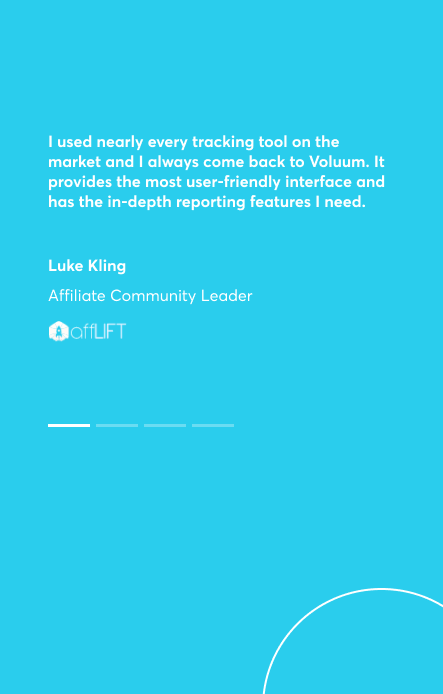 I used nearly every tracking tool on the
market and I always come back to Voluum. It
provides the most user-friendly interface and
has the in-depth reporting features I need.
Luke Kling
Affiliate Community Leader
affLIFT